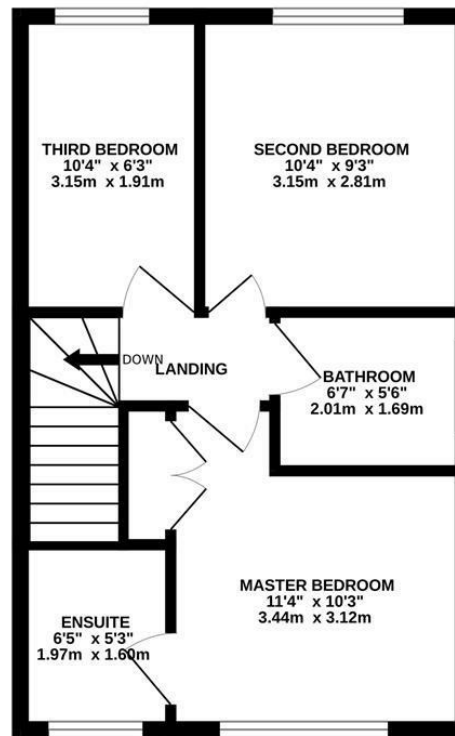 THIRD BEDROOM
10'4" x 6'3"
3.15m x 1.91m
SECOND BEDROOM
10'4" x 9'3"
3.15m x 2.81m
DOWN
LANDING
BATHROOM
6'7" x 5'6"
2.01m x 1.69m
MASTER BEDROOM
11'4" x 10'3"
3.44m x 3.12m
ENSUITE
6'5" x 5'3"
1.97m x 1.60m